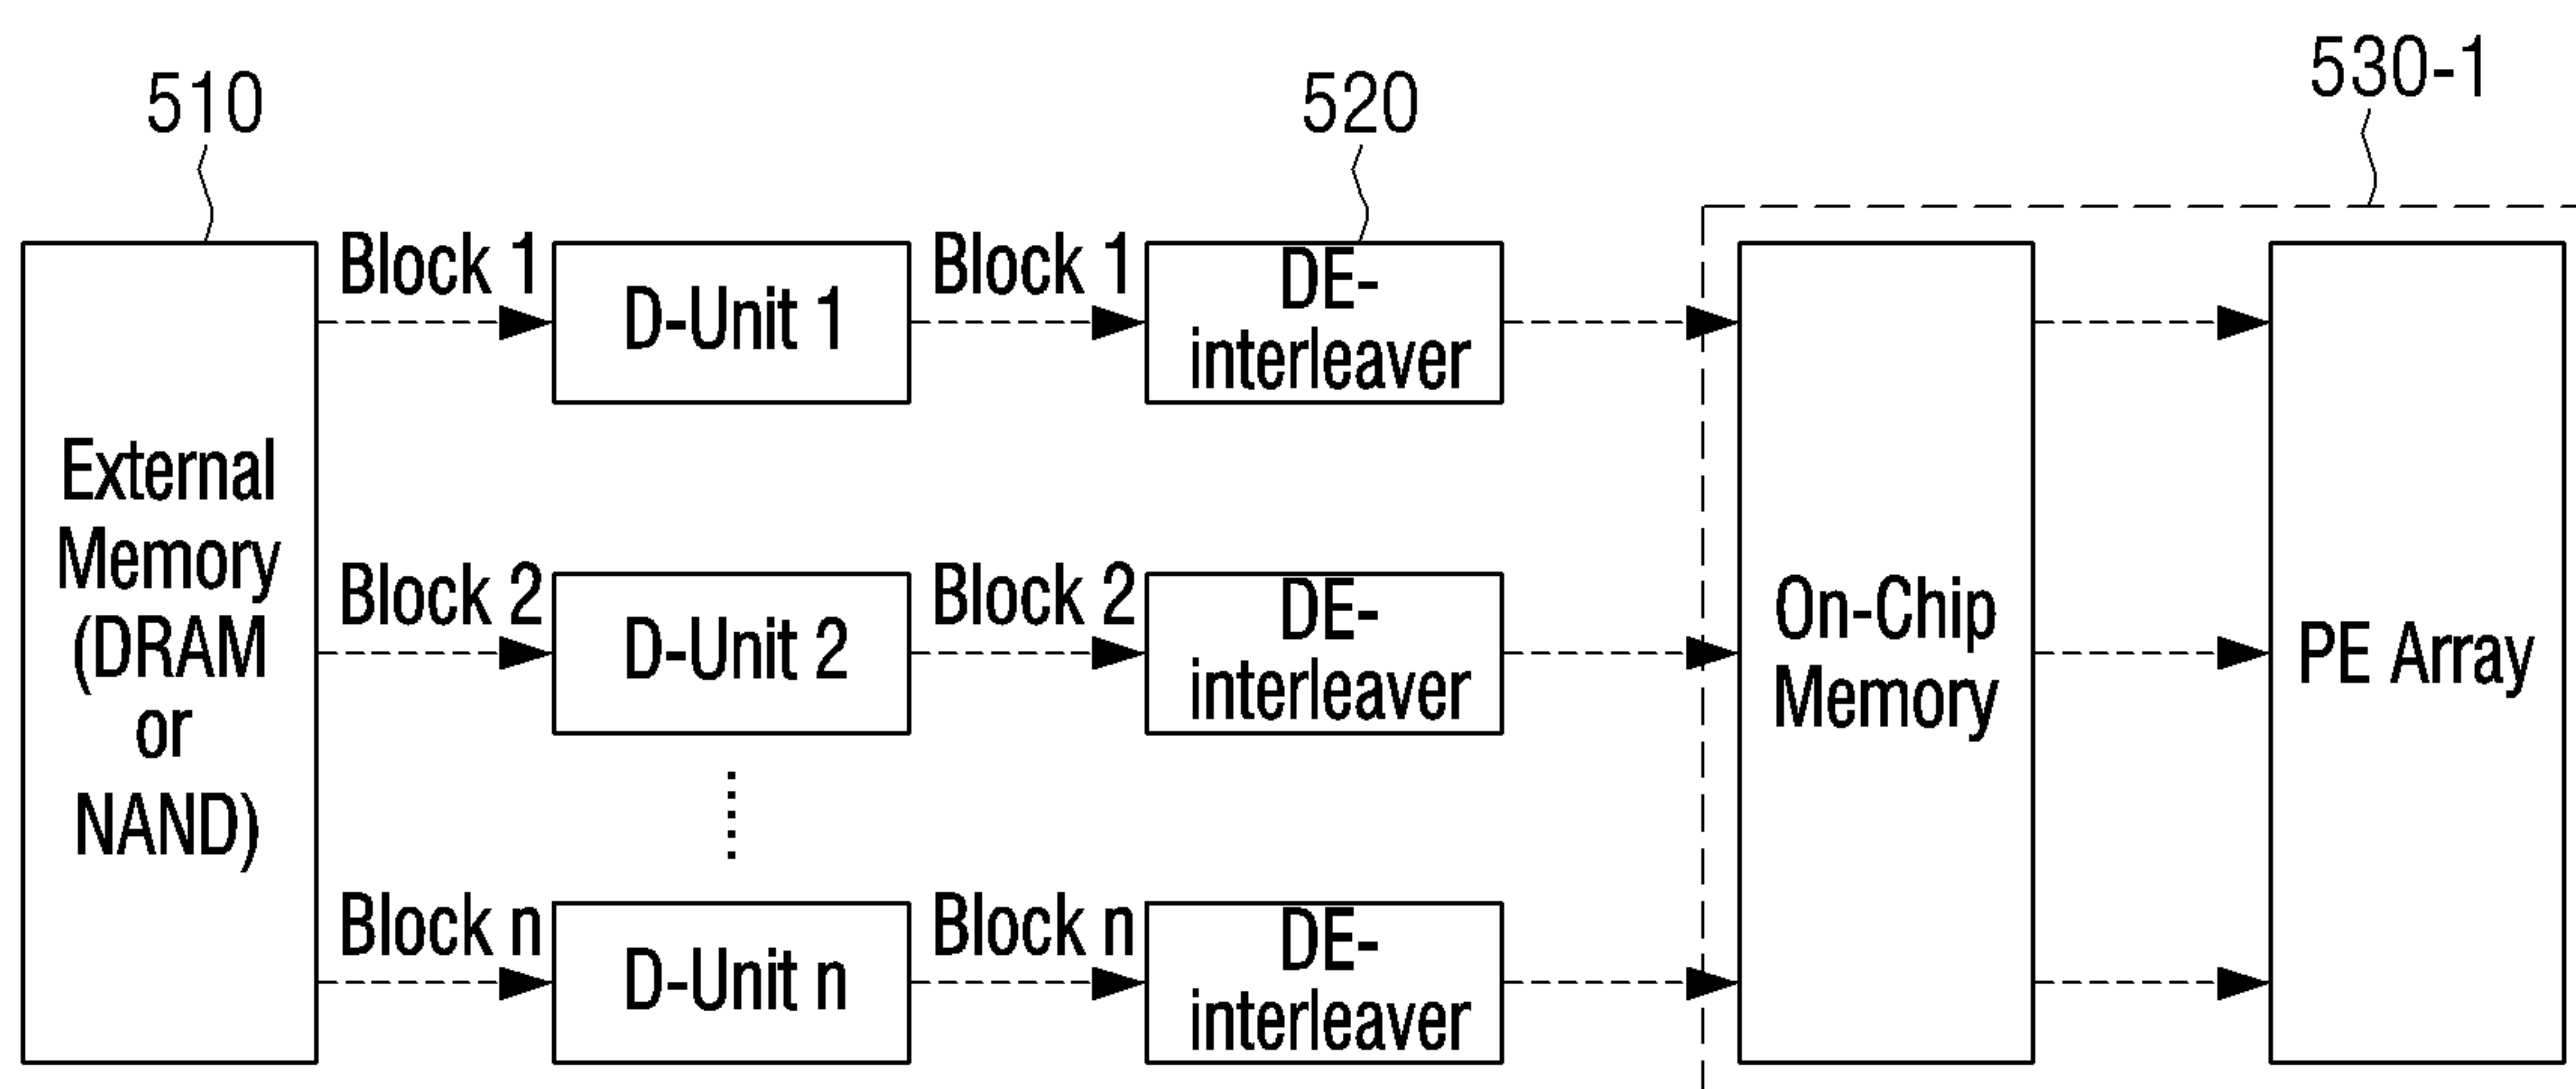 510
520
530-1
External
Memory
(DRAM
or
NAND)
Block 1
D-Unit 1
Block 1
DE-
interleaver
Block 2
D-Unit 2
Block 2
DE-
interleaver
Block n
D-Unit n
Block n
DE-
interleaver
On-Chip
Memory
PE Array